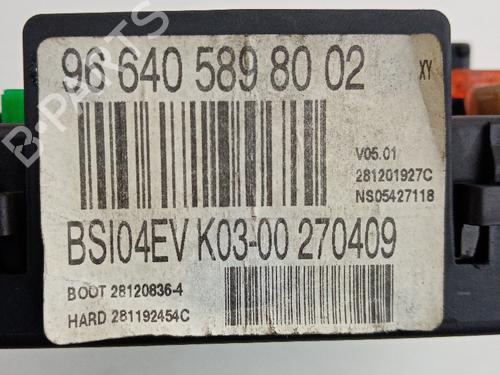 96 640 589 80 02
XY
V05.01
281201927C
NS05427118
BSI04EV K03-00 270409
BOOT 28120836-4
HARD 281192454C
B-PARTS